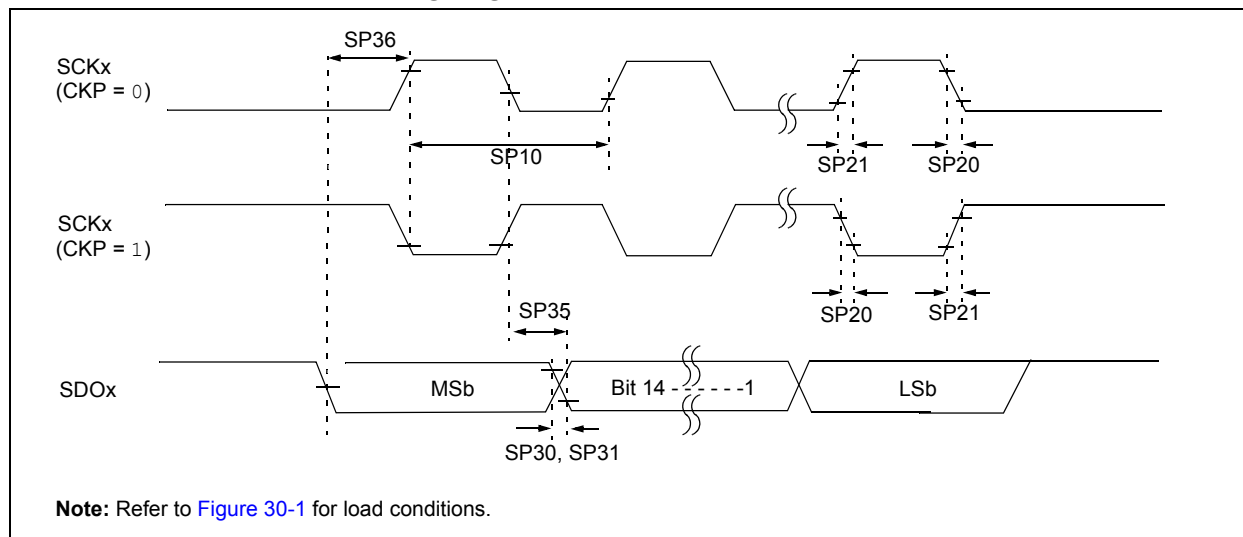 SP36
SCKx
(CKP = 0)
SP10
SP21
SP20
SCKx
(CKP = 1)
SP35
SP20
SP21
SDOx
MSb
Bit 14 - - - - - -1
LSb
SP30, SP31
Note: Refer to Figure 30-1 for load conditions.